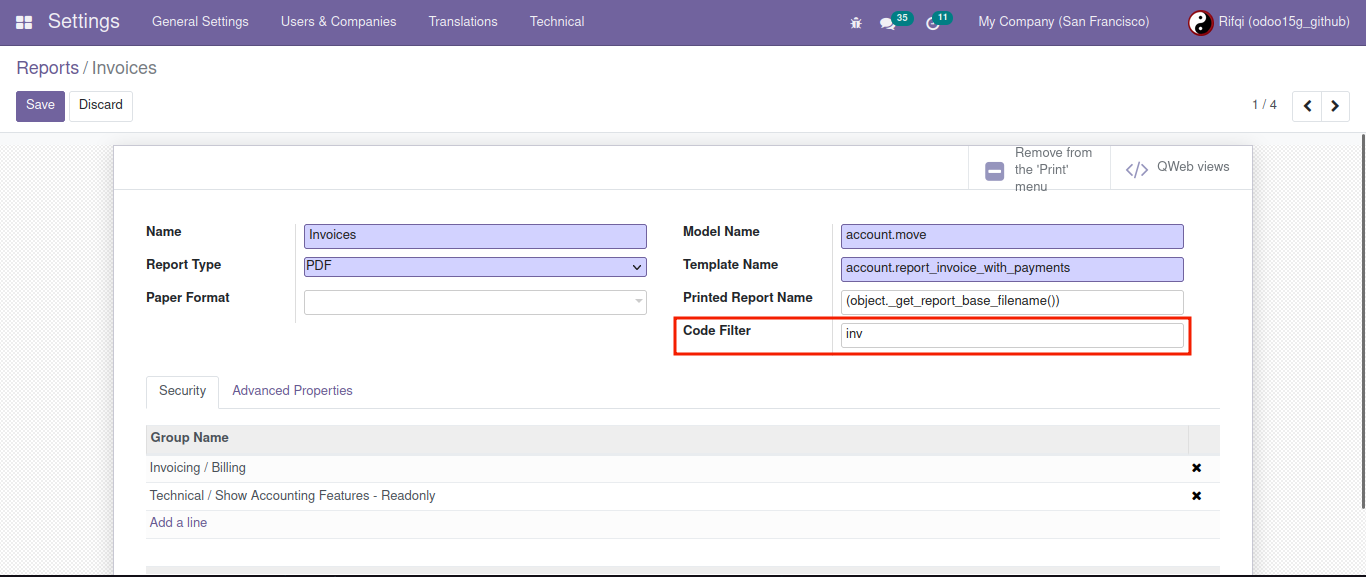 Settings General Settings Users & Companies Translations Technical 35 11 My Company (San Francisco) Rifqi (odoo15g_github)
Reports / Invoices
Save Discard 1 / 4
Remove from
the 'Print'
menu
QWeb views
Name Invoices Model Name account.move
Report Type PDF Template Name account.report_invoice_with_payments
Paper Format Printed Report Name (object._get_report_base_filename())
Code Filter inv
Security Advanced Properties
Group Name
Invoicing / Billing
Technical / Show Accounting Features - Readonly
Add a line